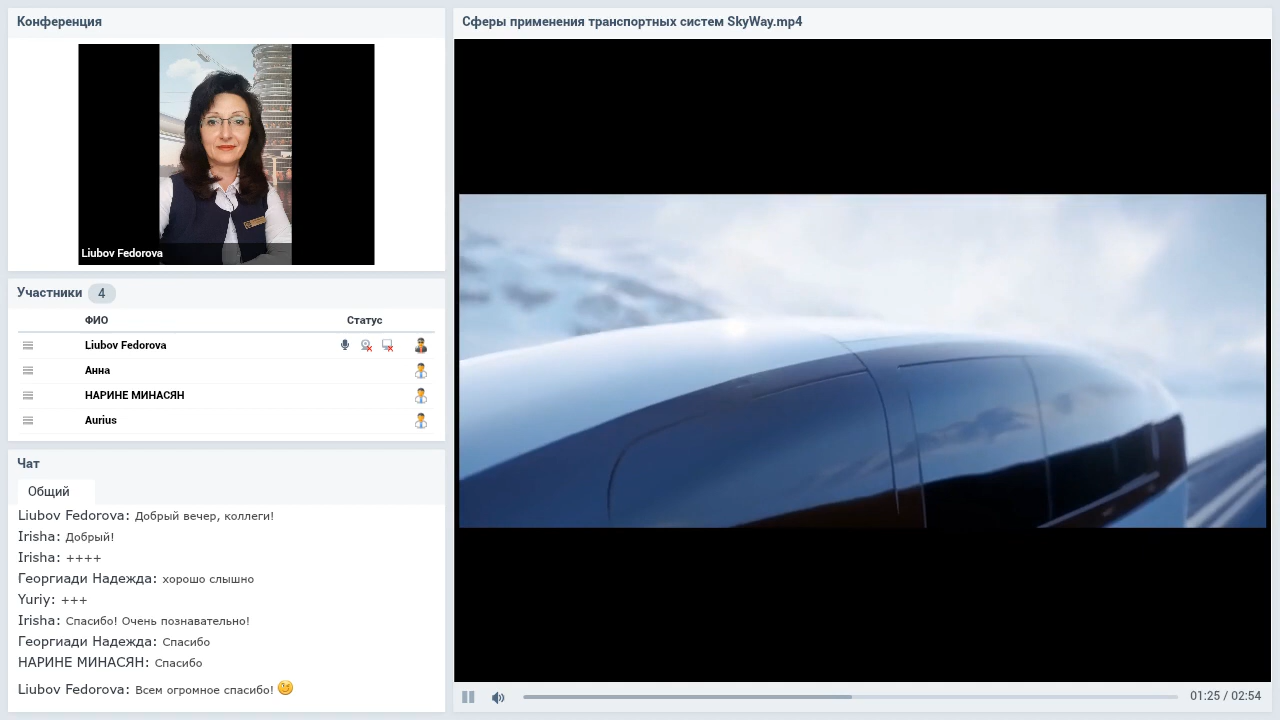 Конференция
Liubov Fedorova
Участники 4
ФИО Статус
Liubov Fedorova
Анна
НАРИНЕ МИНАСЯН
Aurius
Чат
Общий
Liubov Fedorova: Добрый вечер, коллеги!
Irisha: Добрый!
Irisha: ++++
Георгиади Надежда: хорошо слышно
Yuriy: +++
Irisha: Спасибо! Очень познавательно!
Георгиади Надежда: Спасибо
НАРИНЕ МИНАСЯН: Спасибо
Liubov Fedorova: Всем огромное спасибо!
Сферы применения транспортных систем SkyWay.mp4
01:25 / 02:54